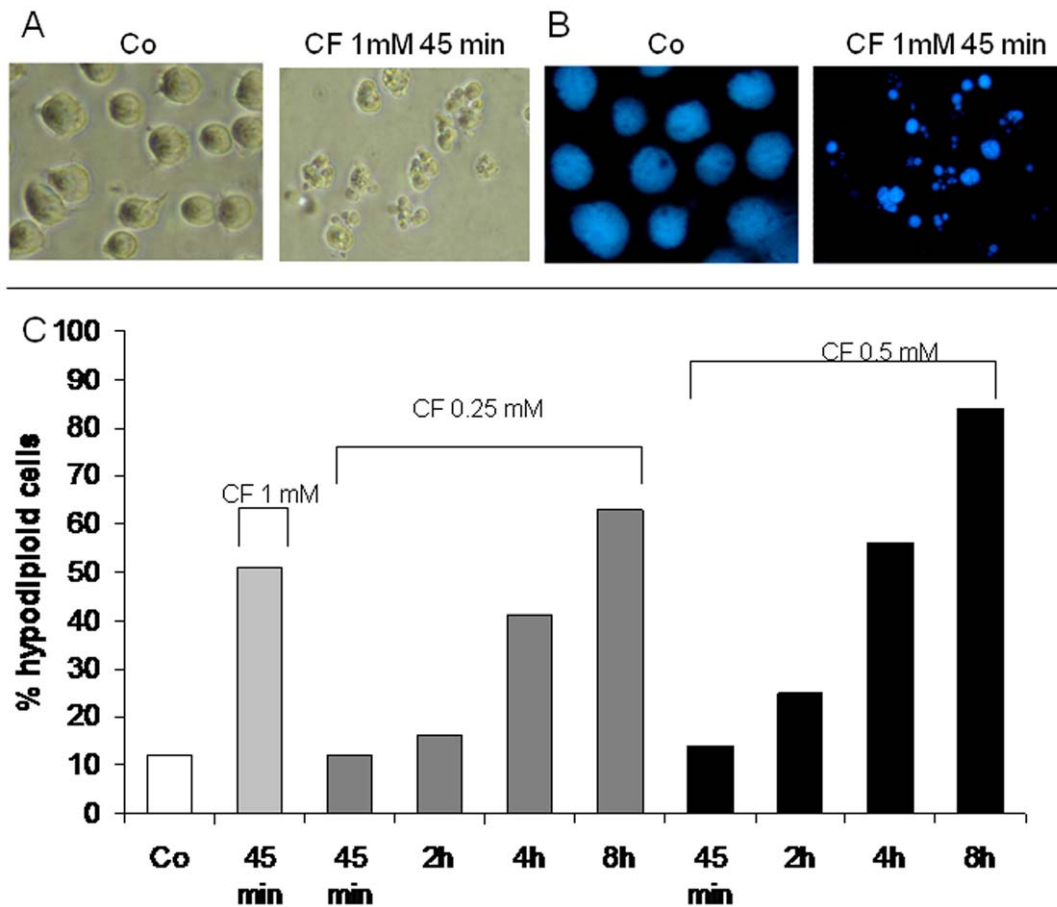 A
Co
CF 1mM 45 min
B
Co
CF 1mM 45 min
C
100
90
80
70
60
50
40
30
20
10
0
% hypodiploid cells
CF 1 mM
CF 0.25 mM
CF 0.5 mM
Co
45 min
45 min
2h
4h
8h
45 min
2h
4h
8h